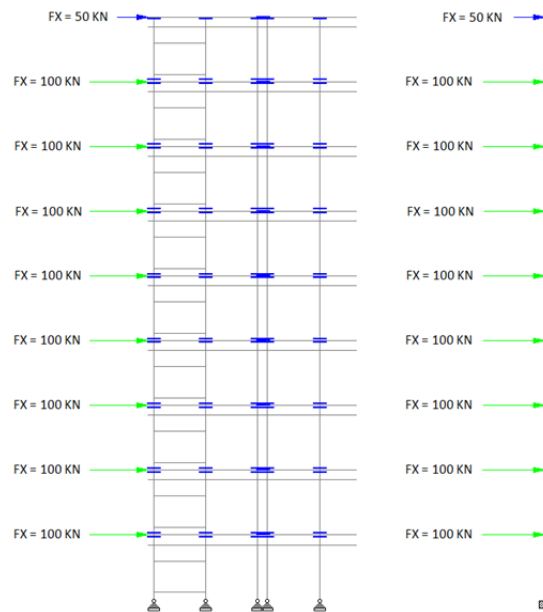 FX = 50 KN FX = 50 KN
FX = 100 KN FX = 100 KN
FX = 100 KN FX = 100 KN
FX = 100 KN FX = 100 KN
FX = 100 KN FX = 100 KN
FX = 100 KN FX = 100 KN
FX = 100 KN FX = 100 KN
FX = 100 KN FX = 100 KN
FX = 100 KN FX = 100 KN